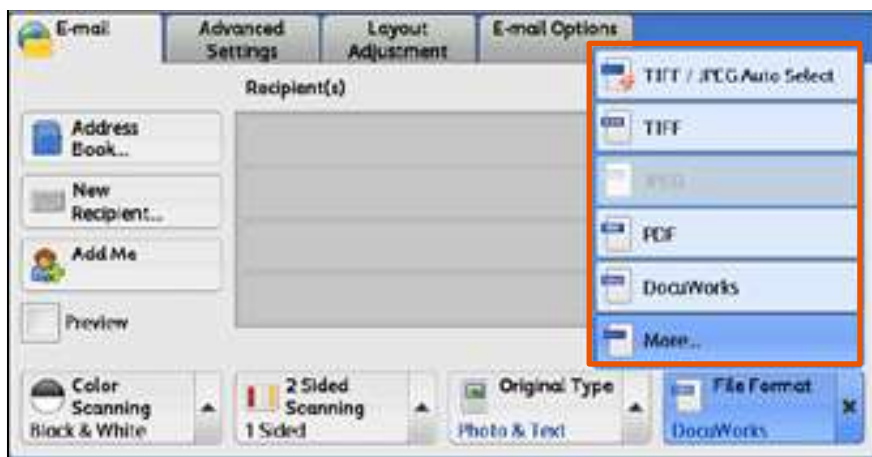 E-mail
Advanced
Settings
Layout
Adjustment
E-mail Options
Recipient(s)
TIFF / JPEG Auto Select
Address
Book...
TIFF
New
Recipient...
JPEG
Add Me
PDF
DocuWorks
Preview
More...
Color
Scanning
Black & White
2 Sided
Scanning
1 Sided
Original Type
Photo & Text
File Format
DocuWorks